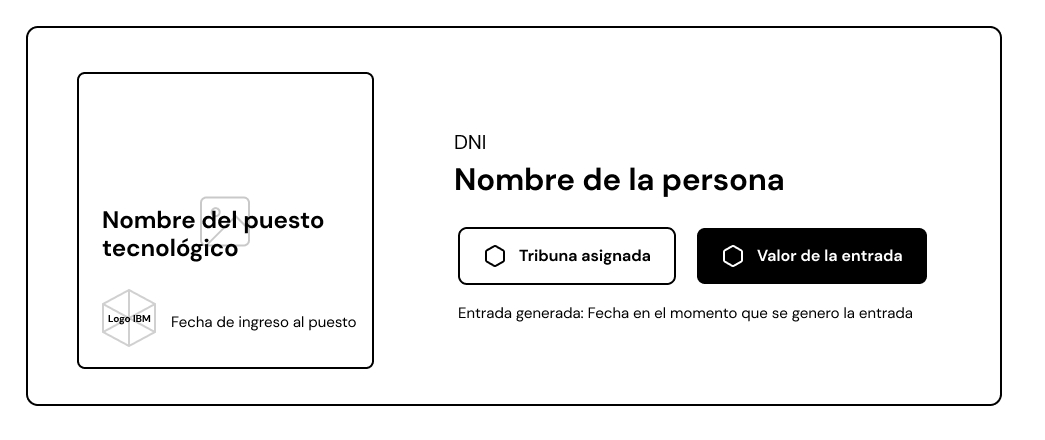 Nombre del puesto
tecnológico
Logo IBM
Fecha de ingreso al puesto
DNI
Nombre de la persona
Tribuna asignada
Valor de la entrada
Entrada generada: Fecha en el momento que se genero la entrada